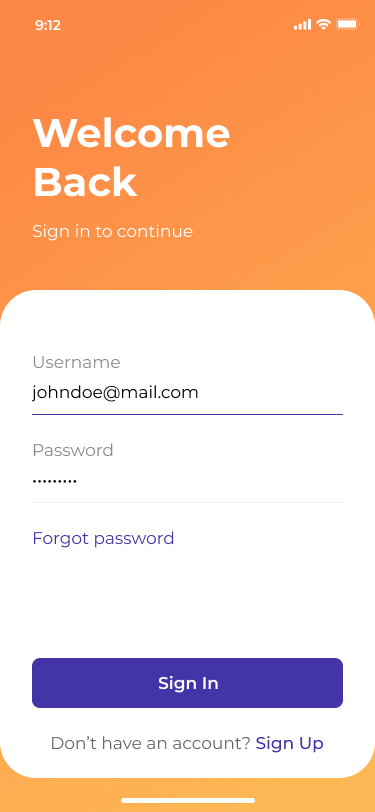 9:12
Welcome
Back
Sign in to continue
Username
johndoe@mail.com
Password
•••••••••
Forgot password
Sign In
Don’t have an account? Sign Up